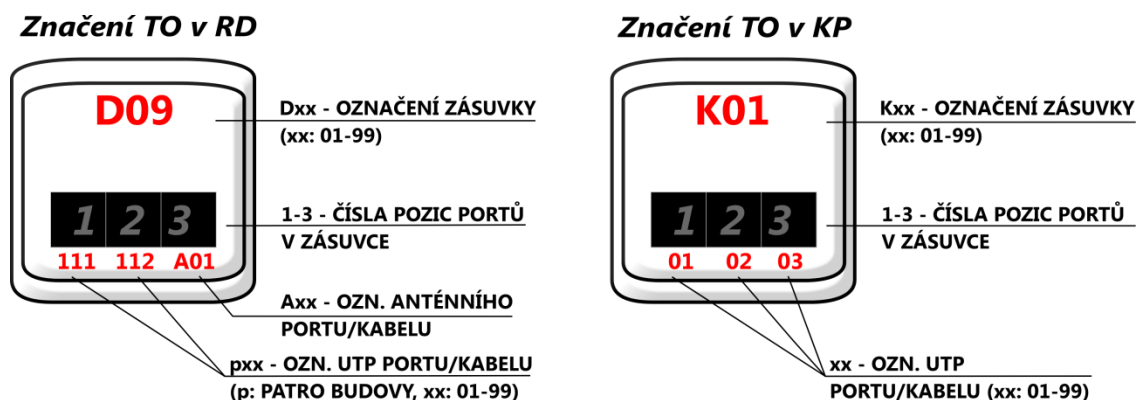 Značení TO v RD
D09
Dxx - OZNAČENÍ ZÁSUVKY
(xx: 01-99)
1 2 3
1-3 - ČÍSLA POZIC PORTŮ
V ZÁSUVCE
111 112 A01
Axx - OZN. ANTÉNNÍHO
PORTU/KABELU
pxx - OZN. UTP PORTU/KABELU
(p: PATRO BUDOVY, xx: 01-99)
Značení TO v KP
K01
Kxx - OZNAČENÍ ZÁSUVKY
(xx: 01-99)
1 2 3
1-3 - ČÍSLA POZIC PORTŮ
V ZÁSUVCE
01 02 03
xx - OZN. UTP
PORTU/KABELU (xx: 01-99)